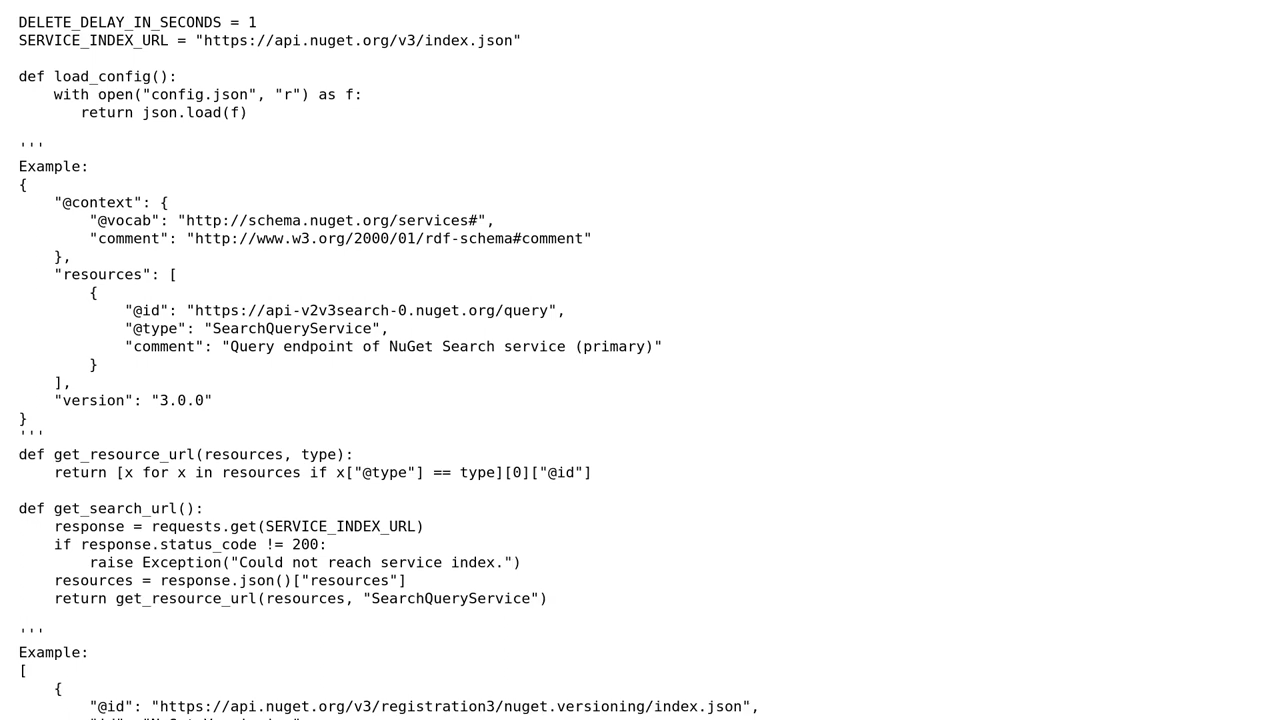 DELETE_DELAY_IN_SECONDS = 1
SERVICE_INDEX_URL = "https://api.nuget.org/v3/index.json"

def load_config():
    with open("config.json", "r") as f:
       return json.load(f)

'''
Example:
{
    "@context": {
        "@vocab": "http://schema.nuget.org/services#",
        "comment": "http://www.w3.org/2000/01/rdf-schema#comment"
    },
    "resources": [
        {
            "@id": "https://api-v2v3search-0.nuget.org/query",
            "@type": "SearchQueryService",
            "comment": "Query endpoint of NuGet Search service (primary)"
        }
    ],
    "version": "3.0.0"
}
'''
def get_resource_url(resources, type):
    return [x for x in resources if x["@type"] == type][0]["@id"]

def get_search_url():
    response = requests.get(SERVICE_INDEX_URL)
    if response.status_code != 200:
        raise Exception("Could not reach service index.")
    resources = response.json()["resources"]
    return get_resource_url(resources, "SearchQueryService")

'''
Example:
[
    {
        "@id": "https://api.nuget.org/v3/registration3/nuget.versioning/index.json",